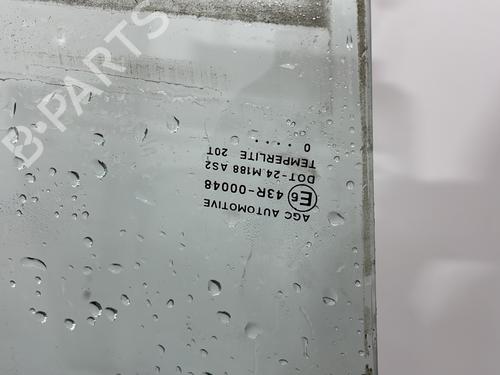 AGC AUTOMOTIVE
E6 43R-00048
DOT-24 M188 AS2
TEMPERLITE 20T
0 . . . .
B-PARTS